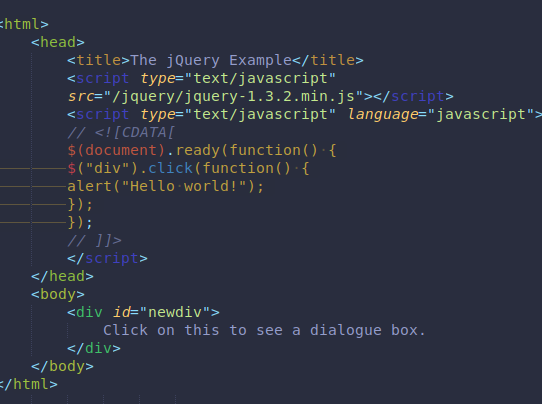 <html>
<head>
<title>The jQuery Example</title>
<script type="text/javascript"
src="/jquery/jquery-1.3.2.min.js"></script>
<script type="text/javascript" language="javascript">
// <![CDATA[
$(document).ready(function() {
$("div").click(function() {
alert("Hello world!");
});
});
// ]]>
</script>
</head>
<body>
<div id="newdiv">
Click on this to see a dialogue box.
</div>
</body>
</html>